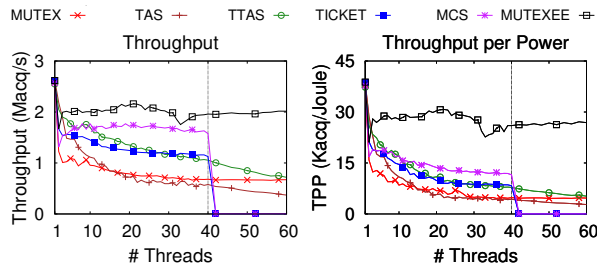 MUTEX TAS TTAS TICKET MCS MUTEXEE
Throughput
Throughput (Macq/s)
3
2
1
0
1 10 20 30 40 50 60
# Threads
Throughput per Power
TPP (Kacq/Joule)
45
30
15
0
1 10 20 30 40 50 60
# Threads